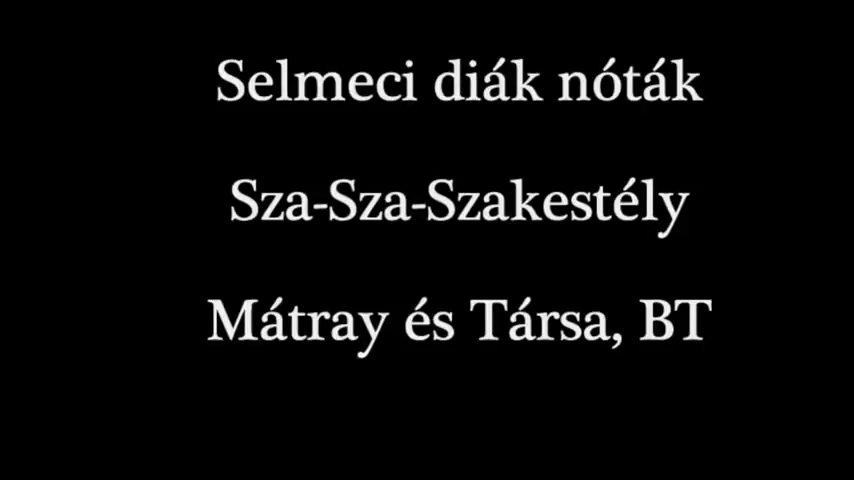 Selmeci diák nóták
Sza-Sza-Szakestély
Mátray és Társa, BT